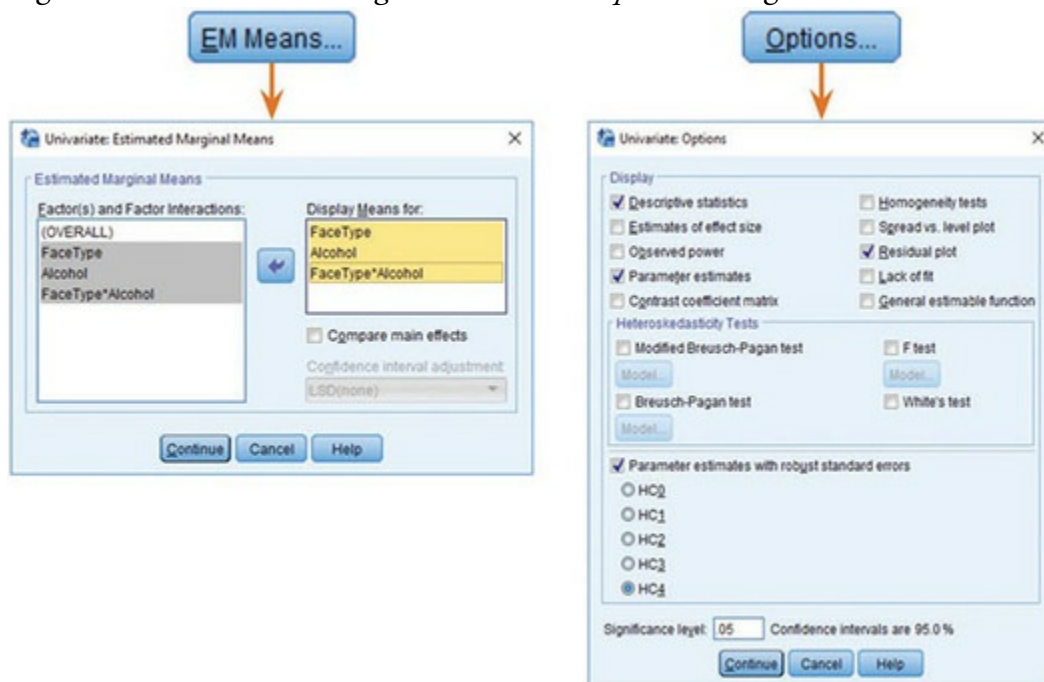 EM Means...
Options...
Univariate: Estimated Marginal Means
Estimated Marginal Means
Factor(s) and Factor Interactions:
(OVERALL)
FaceType
Alcohol
FaceType*Alcohol
Display Means for:
FaceType
Alcohol
FaceType*Alcohol
Compare main effects
Confidence interval adjustment:
LSD(none)
Continue Cancel Help
Univariate: Options
Display
Descriptive statistics Homogeneity tests
Estimates of effect size Spread vs. level plot
Observed power Residual plot
Parameter estimates Lack of fit
Contrast coefficient matrix General estimable function
Heteroskedasticity Tests
Modified Breusch-Pagan test F test
Model... Model...
Breusch-Pagan test White's test
Model...
Parameter estimates with robust standard errors
HC0
HC1
HC2
HC3
HC4
Significance level: .05 Confidence intervals are 95.0 %
Continue Cancel Help